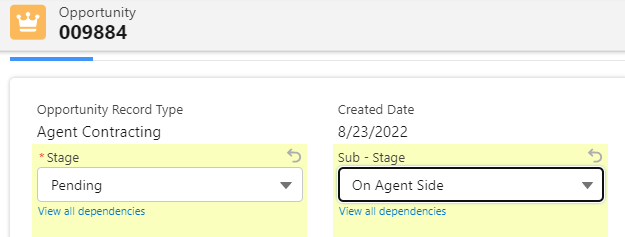 Opportunity
009884
Opportunity Record Type
Agent Contracting
Created Date
8/23/2022
* Stage
Pending
View all dependencies
Sub - Stage
On Agent Side
View all dependencies